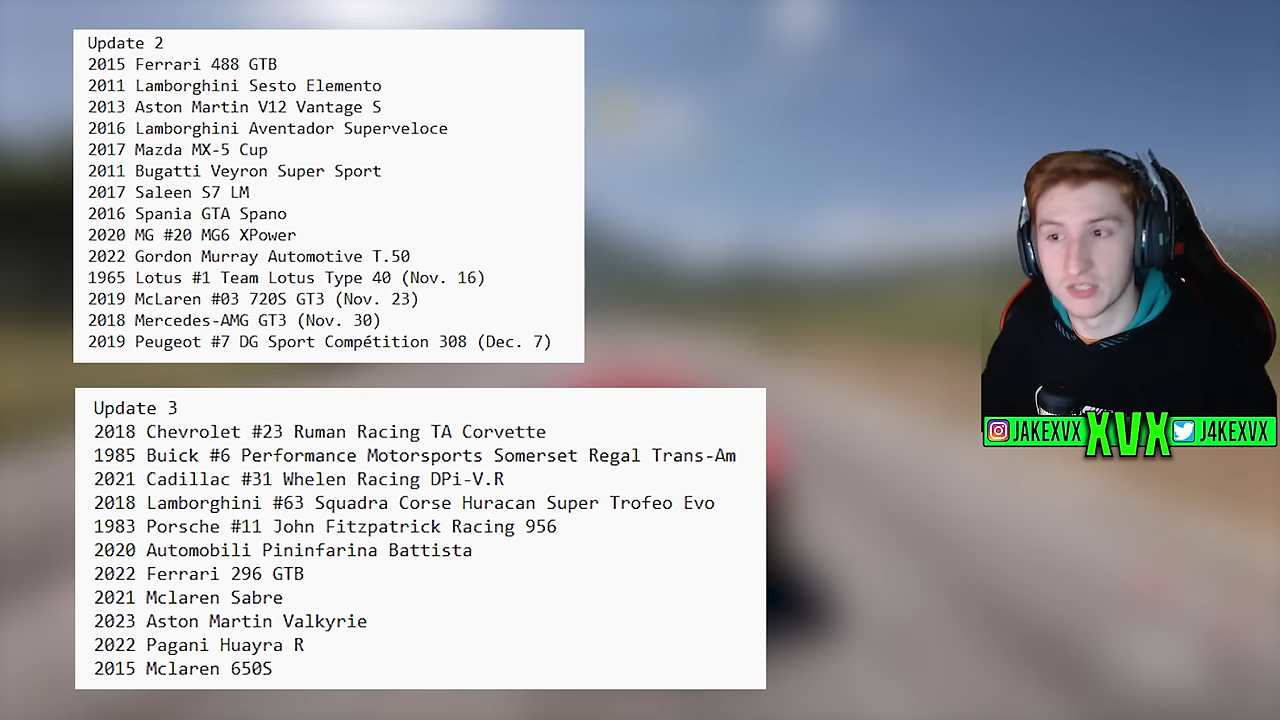 Update 2
2015 Ferrari 488 GTB
2011 Lamborghini Sesto Elemento
2013 Aston Martin V12 Vantage S
2016 Lamborghini Aventador Superveloce
2017 Mazda MX-5 Cup
2011 Bugatti Veyron Super Sport
2017 Saleen S7 LM
2016 Spania GTA Spano
2020 MG #20 MG6 XPower
2022 Gordon Murray Automotive T.50
1965 Lotus #1 Team Lotus Type 40 (Nov. 16)
2019 McLaren #03 720S GT3 (Nov. 23)
2018 Mercedes-AMG GT3 (Nov. 30)
2019 Peugeot #7 DG Sport Compétition 308 (Dec. 7)
Update 3
2018 Chevrolet #23 Ruman Racing TA Corvette
1985 Buick #6 Performance Motorsports Somerset Regal Trans-Am
2021 Cadillac #31 Whelen Racing DPi-V.R
2018 Lamborghini #63 Squadra Corse Huracan Super Trofeo Evo
1983 Porsche #11 John Fitzpatrick Racing 956
2020 Automobili Pininfarina Battista
2022 Ferrari 296 GTB
2021 Mclaren Sabre
2023 Aston Martin Valkyrie
2022 Pagani Huayra R
2015 Mclaren 650S
JAKEXVX XVX J4KEXVX